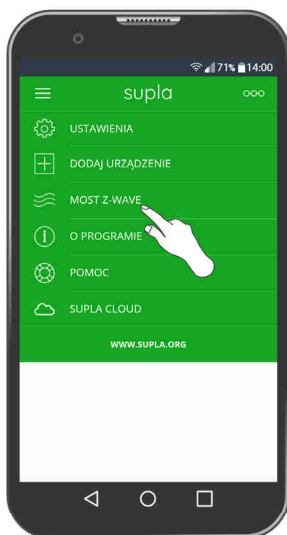 71% 14:00
supla
USTAWIENIA
DODAJ URZĄDZENIE
MOST Z-WAVE
O PROGRAMIE
POMOC
SUPLA CLOUD
WWW.SUPLA.ORG